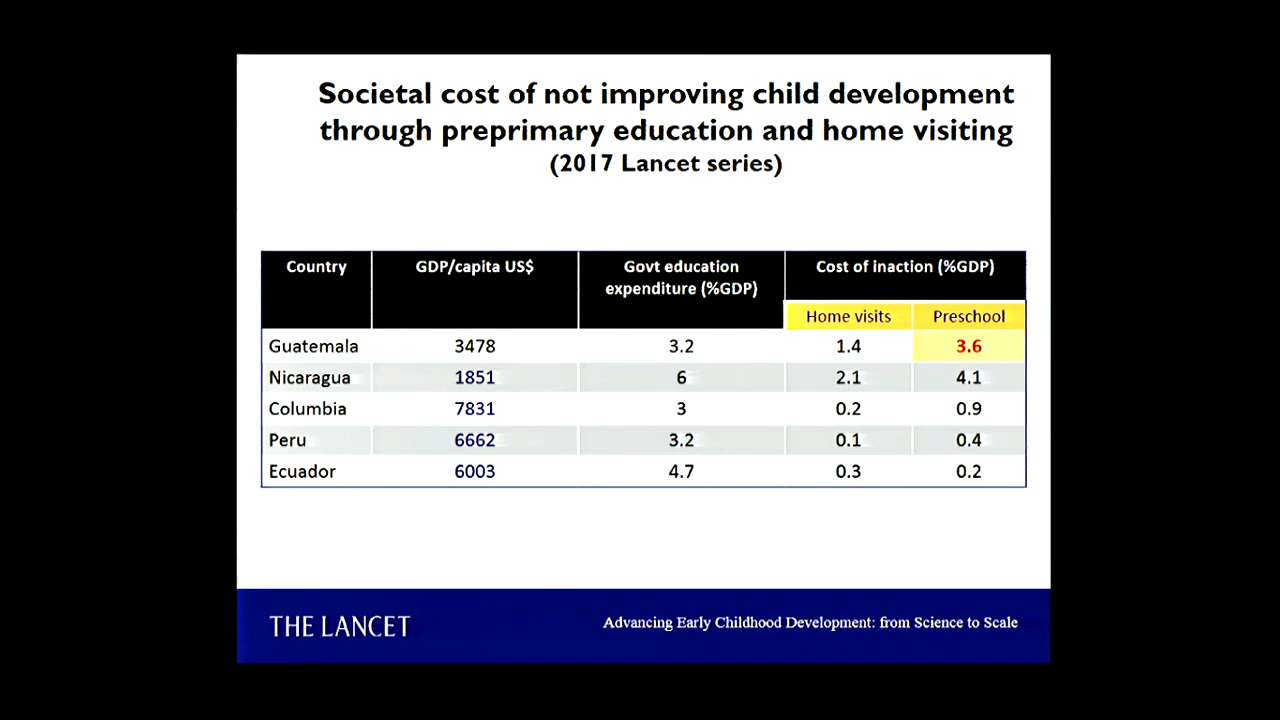 Societal cost of not improving child development
through preprimary education and home visiting
(2017 Lancet series)
Country GDP/capita US$ Govt education Cost of inaction (%GDP)
expenditure (%GDP)
Home visits Preschool
Guatemala 3478 3.2 1.4 3.6
Nicaragua 1851 6 2.1 4.1
Columbia 7831 3 0.2 0.9
Peru 6662 3.2 0.1 0.4
Ecuador 6003 4.7 0.3 0.2
THE LANCET Advancing Early Childhood Development: from Science to Scale